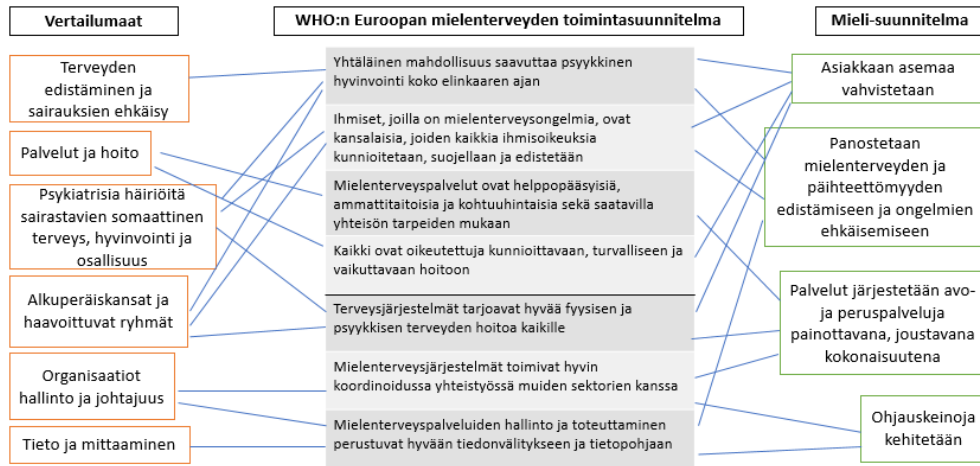 Vertailumaat
WHO:n Euroopan mielenterveyden toimintasuunnitelma
Mieli-suunnitelma
Terveyden
edistäminen ja
sairauksien ehkäisy
Palvelut ja hoito
Psykiatrisia häiriöitä
sairastavien somaattinen
terveys, hyvinvointi ja
osallisuus
Alkuperäiskansat ja
haavoittuvat ryhmät
Organisaatiot
hallinto ja johtajuus
Tieto ja mittaaminen
Yhtäläinen mahdollisuus saavuttaa psyykkinen
hyvinvointi koko elinkaaren ajan
Ihmiset, joilla on mielenterveysongelmia, ovat
kansalaisia, joiden kaikkia ihmisoikeuksia
kunnioitetaan, suojellaan ja edistetään
Mielenterveyspalvelut ovat helppopääsyisiä,
ammattitaitoisia ja kohtuuhintaisia sekä saatavilla
yhteisön tarpeiden mukaan
Kaikki ovat oikeutettuja kunnioittavaan, turvalliseen ja
vaikuttavaan hoitoon
Terveysjärjestelmät tarjoavat hyvää fyysisen ja
psyykkisen terveyden hoitoa kaikille
Mielenterveysjärjestelmät toimivat hyvin
koordinoidussa yhteistyössä muiden sektorien kanssa
Mielenterveyspalveluiden hallinto ja toteuttaminen
perustuvat hyvään tiedonvälitykseen ja tietopohjaan
Asiakkaan asemaa
vahvistetaan
Panostetaan
mielenterveyden ja
päihteettömyyden
edistämiseen ja ongelmien
ehkäisemiseen
Palvelut järjestetään avo-
ja peruspalveluja
painottavana, joustavana
kokonaisuutena
Ohjauskeinoja
kehitetään